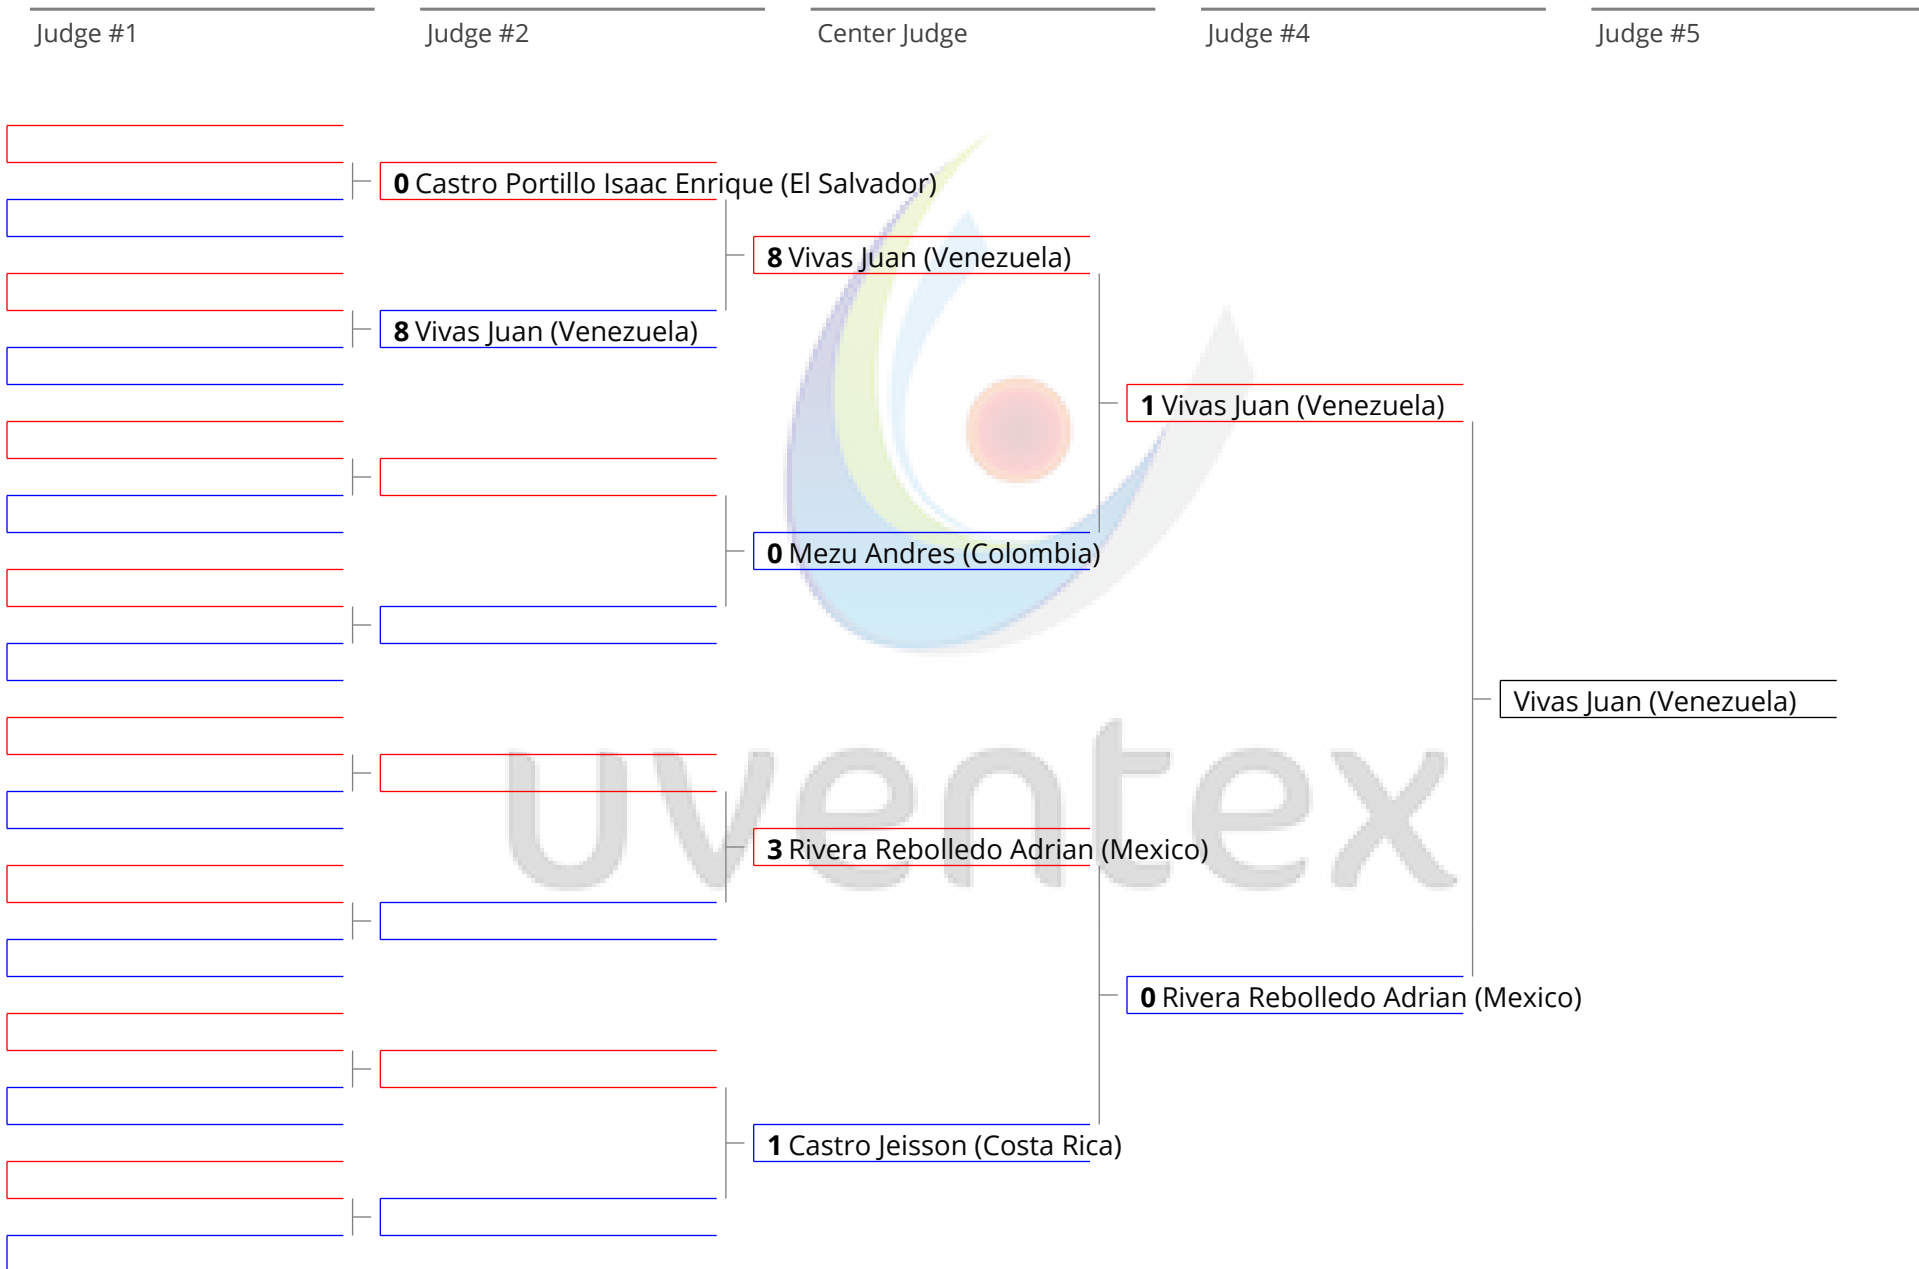 Judge #1 Judge #2 Center Judge Judge #4 Judge #5
0 Castro Portillo Isaac Enrique (El Salvador)
8 Vivas Juan (Venezuela)
8 Vivas Juan (Venezuela)
1 Vivas Juan (Venezuela)
0 Mezu Andres (Colombia)
Vivas Juan (Venezuela)
uventex
3 Rivera Rebolledo Adrian (Mexico)
0 Rivera Rebolledo Adrian (Mexico)
1 Castro Jeisson (Costa Rica)